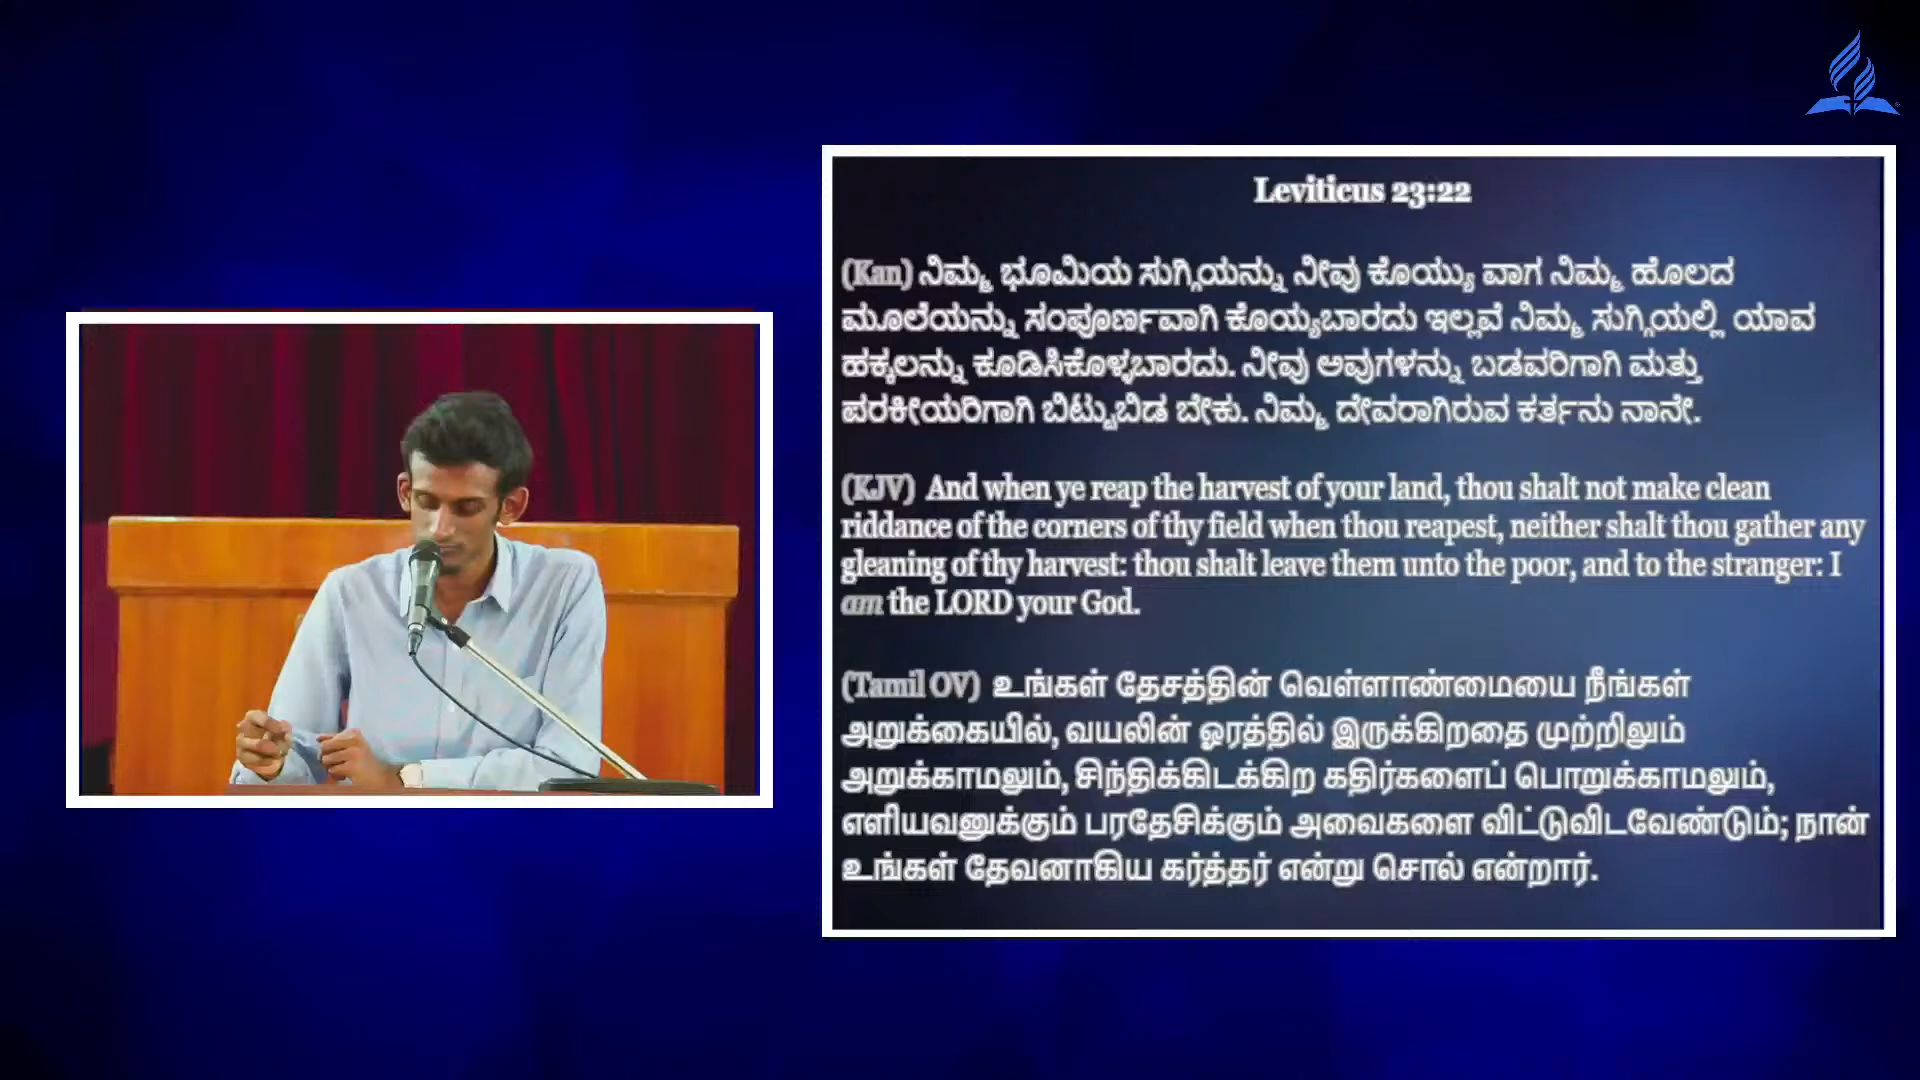 Leviticus 23:22
(Kan) ನಿಮ್ಮ ಭೂಮಿಯ ಸುಗ್ಗಿಯನ್ನು ನೀವು ಕೊಯ್ಯು ವಾಗ ನಿಮ್ಮ ಹೊಲದ
ಮೂಲೆಯನ್ನು ಸಂಪೂರ್ಣವಾಗಿ ಕೊಯ್ಯಬಾರದು ಇಲ್ಲವೆ ನಿಮ್ಮ ಸುಗ್ಗಿಯಲ್ಲಿ ಯಾವ
ಹಕ್ಕಲನ್ನು ಕೂಡಿಸಿಕೊಳ್ಳಬಾರದು. ನೀವು ಅವುಗಳನ್ನು ಬಡವರಿಗಾಗಿ ಮತ್ತು
ಪರಕೀಯರಿಗಾಗಿ ಬಿಟ್ಟುಬಿಡ ಬೇಕು. ನಿಮ್ಮ ದೇವರಾಗಿರುವ ಕರ್ತನು ನಾನೇ.
(KJV) And when ye reap the harvest of your land, thou shalt not make clean
riddance of the corners of thy field when thou reapest, neither shalt thou gather any
gleaning of thy harvest: thou shalt leave them unto the poor, and to the stranger: I
am the LORD your God.
(Tamil OV) உங்கள் தேசத்தின் வெள்ளாண்மையை நீங்கள்
அறுக்கையில், வயலின் ஓரத்தில் இருக்கிறதை முற்றிலும்
அறுக்காமலும், சிந்திக்கிடக்கிற கதிர்களைப் பொறுக்காமலும்,
எளியவனுக்கும் பரதேசிக்கும் அவைகளை விட்டுவிடவேண்டும்; நான்
உங்கள் தேவனாகிய கர்த்தர் என்று சொல் என்றார்.